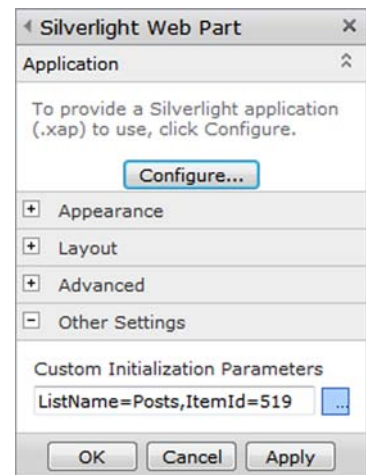 Silverlight Web Part
Application
To provide a Silverlight application
(.xap) to use, click Configure.
Configure...
Appearance
Layout
Advanced
Other Settings
Custom Initialization Parameters
ListName=Posts,ItemId=519 ...
OK Cancel Apply